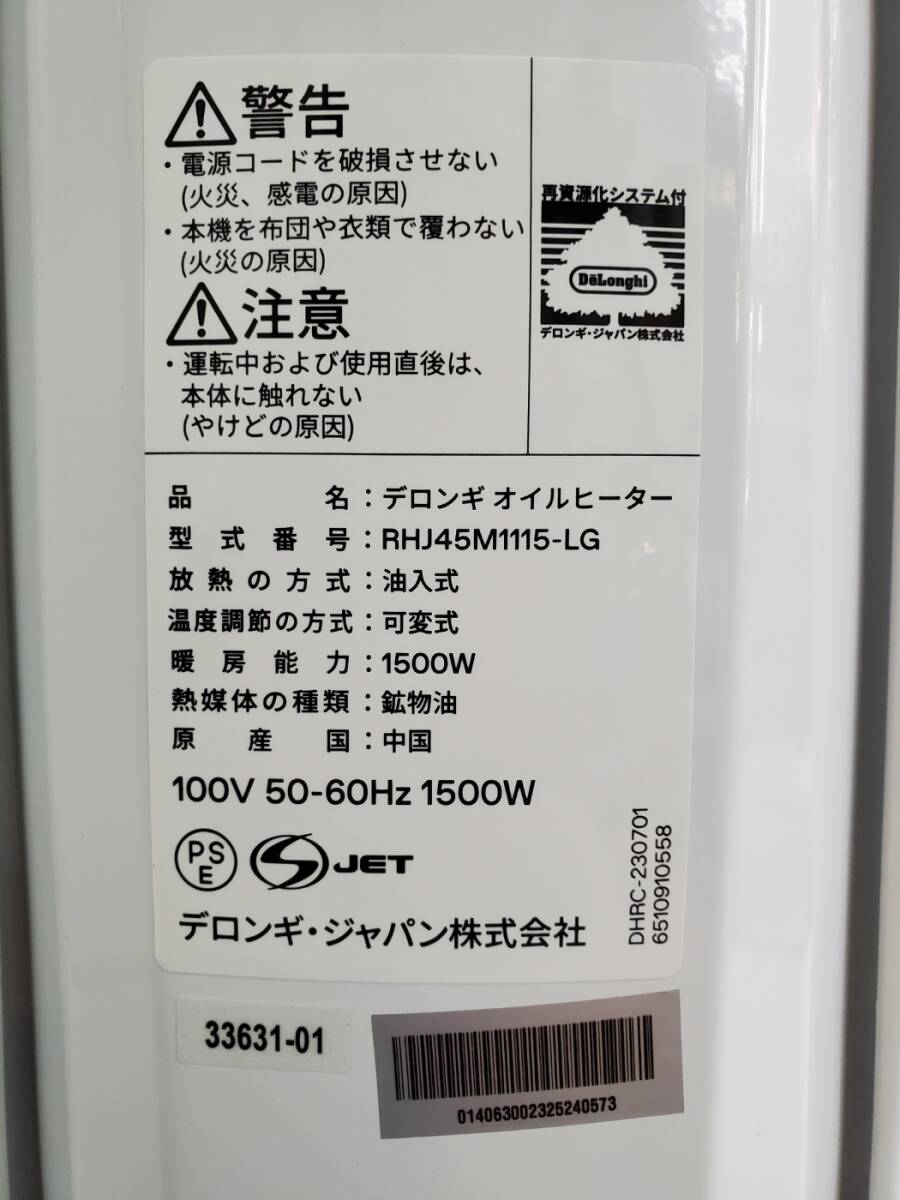 警告
・電源コードを破損させない
(火災、感電の原因)
・本機を布団や衣類で覆わない
(火災の原因)
注意
・運転中および使用直後は、
本体に触れない
(やけどの原因)
再資源化システム付
DeLonghi
デロンギ・ジャパン株式会社
品名：デロンギ オイルヒーター
型式番号：RHJ45M1115-LG
放熱の方式：油入式
温度調節の方式：可変式
暖房能力：1500W
熱媒体の種類：鉱物油
原産国：中国
100V 50-60Hz 1500W
PS
E
S JET
デロンギ・ジャパン株式会社
DHRC-230701
6510910558
33631-01
014063002325240573